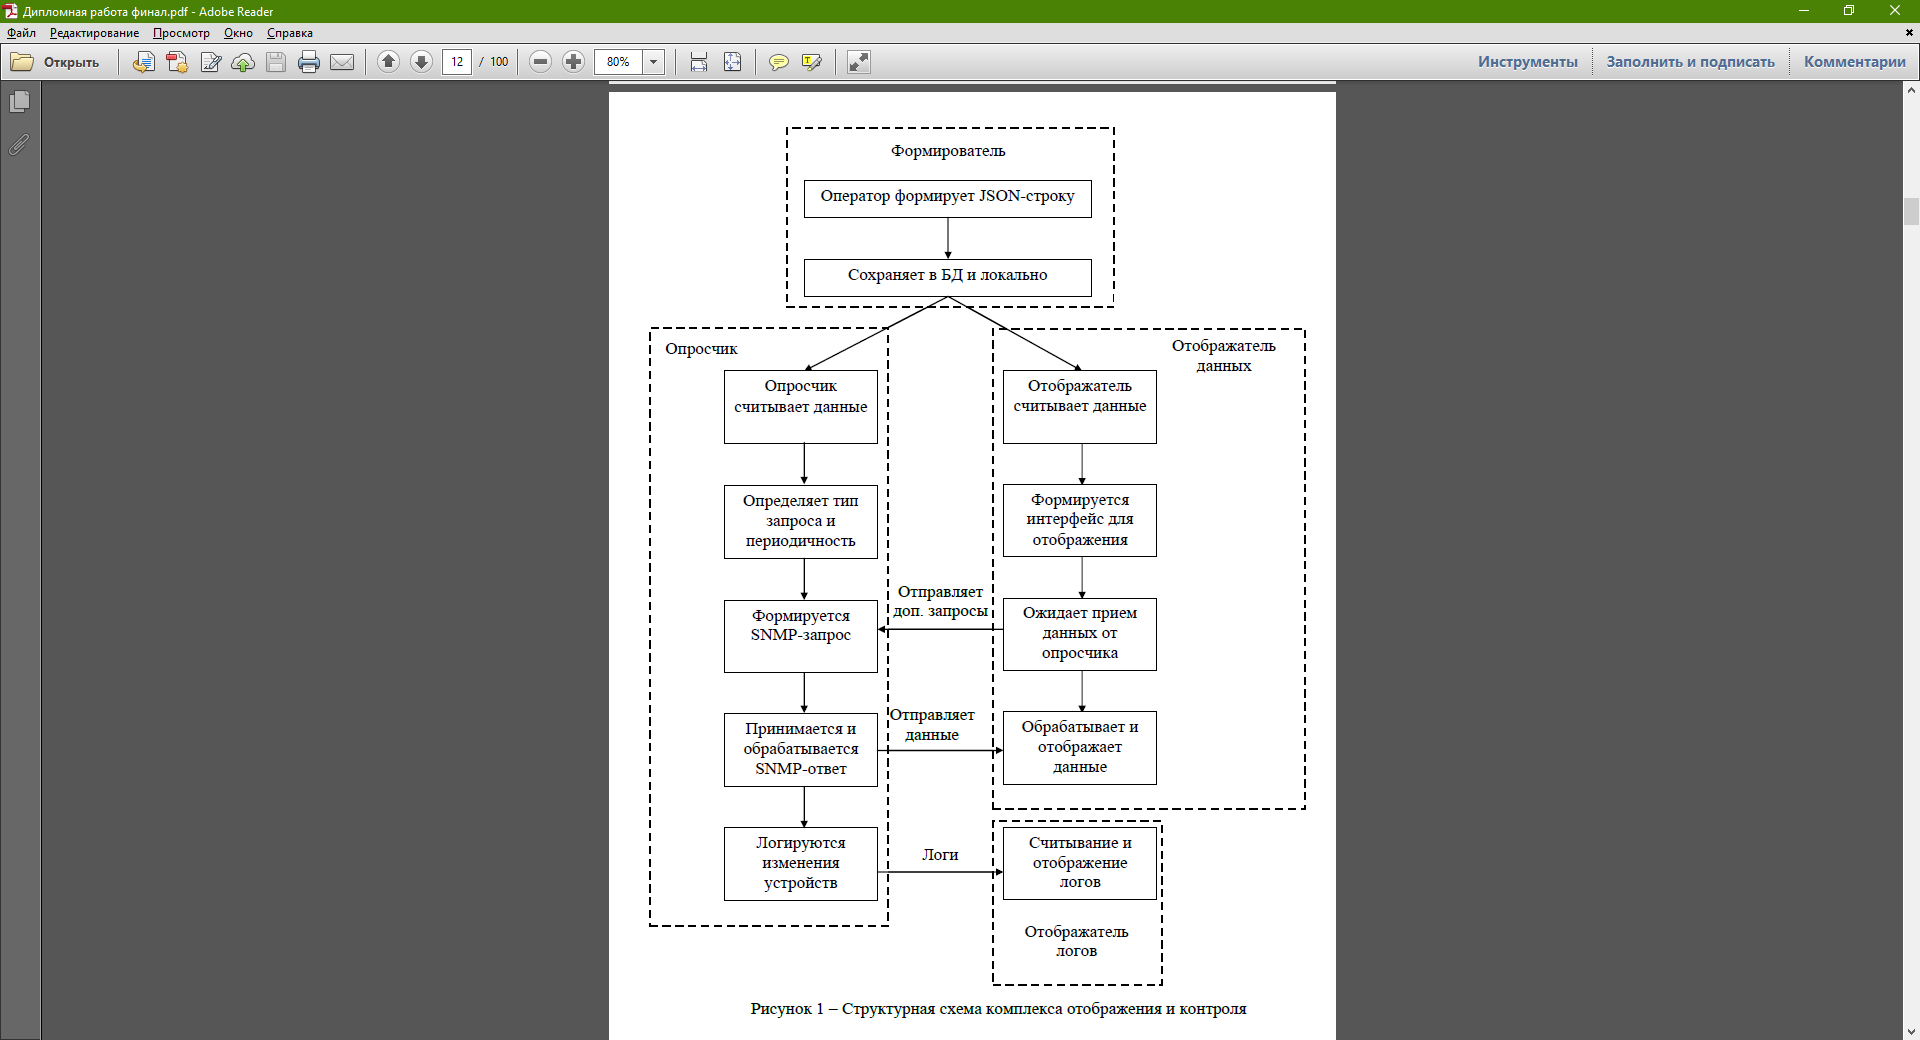 Дипломная работа финал.pdf - Adobe Reader
Файл Редактирование Просмотр Окно Справка
Открыть 12 / 100 80% Инструменты Заполнить и подписать Комментарии
Формирователь
Оператор формирует JSON-строку
Сохраняет в БД и локально
Опросчик
Опросчик
считывает данные
Определяет тип
запроса и
периодичность
Формируется
SNMP-запрос
Принимается и
обрабатывается
SNMP-ответ
Логируются
изменения
устройств
Отправляет
доп. запросы
Отправляет
данные
Логи
Отображатель
данных
Отображатель
считывает данные
Формируется
интерфейс для
отображения
Ожидает прием
данных от
опросчика
Обрабатывает и
отображает
данные
Считывание и
отображение
логов
Отображатель
логов
Рисунок 1 – Структурная схема комплекса отображения и контроля